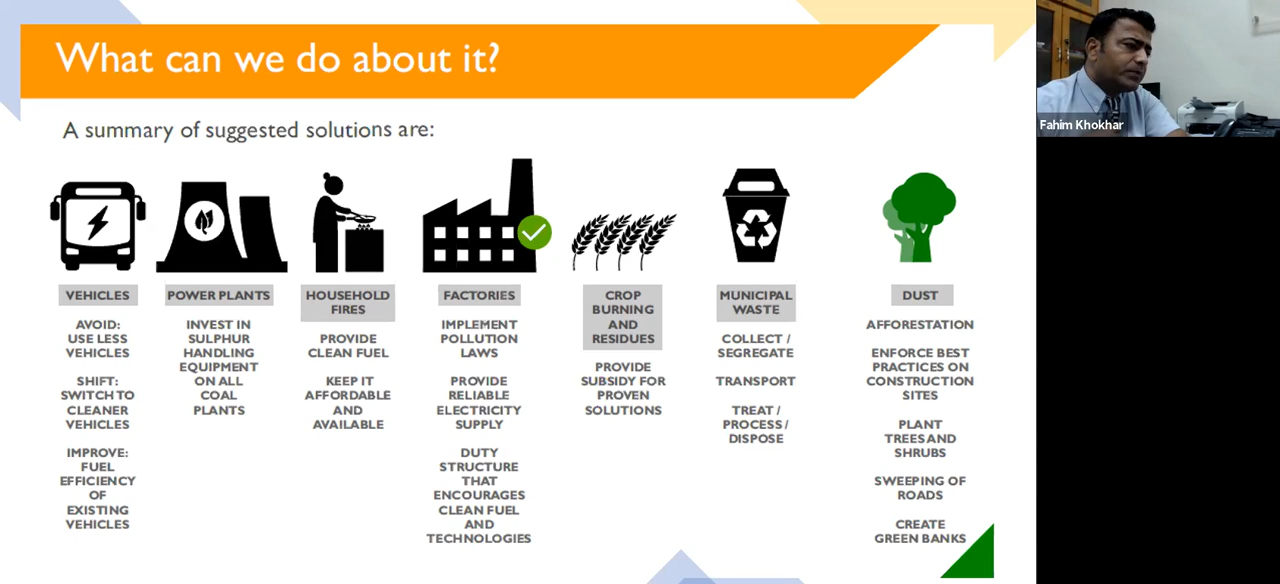 What can we do about it?
A summary of suggested solutions are:
VEHICLES
AVOID:
USE LESS
VEHICLES
SHIFT:
SWITCH TO
CLEANER
VEHICLES
IMPROVE:
FUEL
EFFICIENCY
OF
EXISTING
VEHICLES
POWER PLANTS
INVEST IN
SULPHUR
HANDLING
EQUIPMENT
ON ALL
COAL
PLANTS
HOUSEHOLD
FIRES
PROVIDE
CLEAN FUEL
KEEP IT
AFFORDABLE
AND
AVAILABLE
FACTORIES
IMPLEMENT
POLLUTION
LAWS
PROVIDE
RELIABLE
ELECTRICITY
SUPPLY
DUTY
STRUCTURE
THAT
ENCOURAGES
CLEAN FUEL
AND
TECHNOLOGIES
CROP
BURNING
AND
RESIDUES
PROVIDE
SUBSIDY FOR
PROVEN
SOLUTIONS
MUNICIPAL
WASTE
COLLECT /
SEGREGATE
TRANSPORT
TREAT /
PROCESS /
DISPOSE
DUST
AFFORESTATION
ENFORCE BEST
PRACTICES ON
CONSTRUCTION
SITES
PLANT
TREES AND
SHRUBS
SWEEPING OF
ROADS
CREATE
GREEN BANKS
Fahim Khokhar